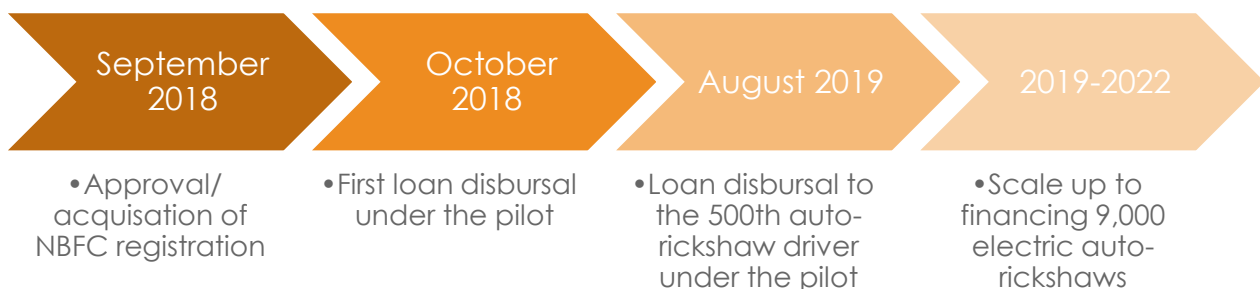 September
2018
October
2018
August 2019
2019-2022
•Approval/
acquisation of
NBFC registration
•First loan disbursal
under the pilot
•Loan disbursal to
the 500th auto-
rickshaw driver
under the pilot
•Scale up to
financing 9,000
electric auto-
rickshaws